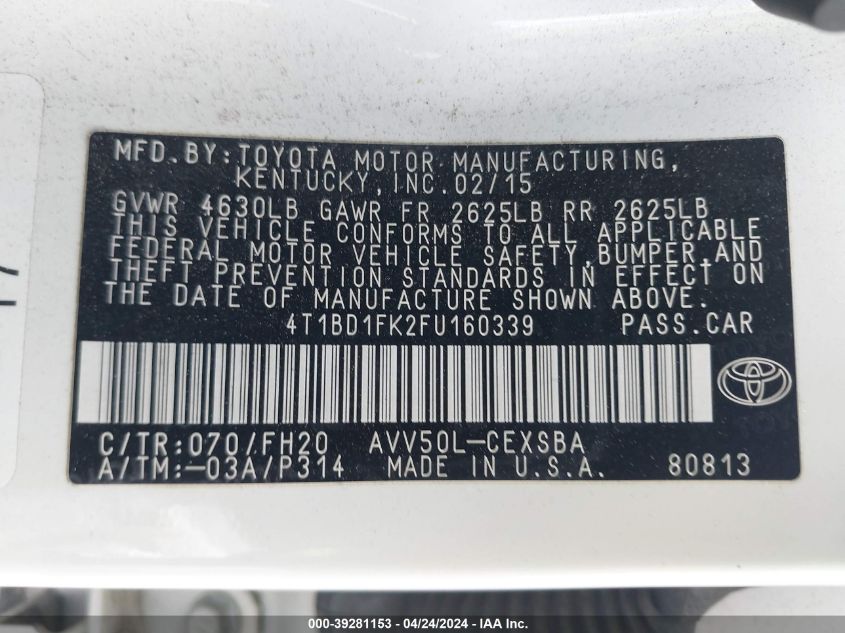 MFD.BY:TOYOTA MOTOR MANUFACTURING,
KENTUCKY,INC.02/15
GVWR 4630LB GAWR FR 2625LB RR 2625LB
THIS VEHICLE CONFORMS TO ALL APPLICABLE
FEDERAL MOTOR VEHICLE SAFETY,BUMPER,AND
THEFT PREVENTION STANDARDS IN EFFECT ON
THE DATE OF MANUFACTURE SHOWN ABOVE.
4T1BD1FK2FU160339 PASS.CAR
C/TR:070/FH20 AVV50L-CEXSBA
A/TM:-03A/P314 MADE IN U.S.A. 80813
000-39281153 - 04/24/2024 - IAA Inc.